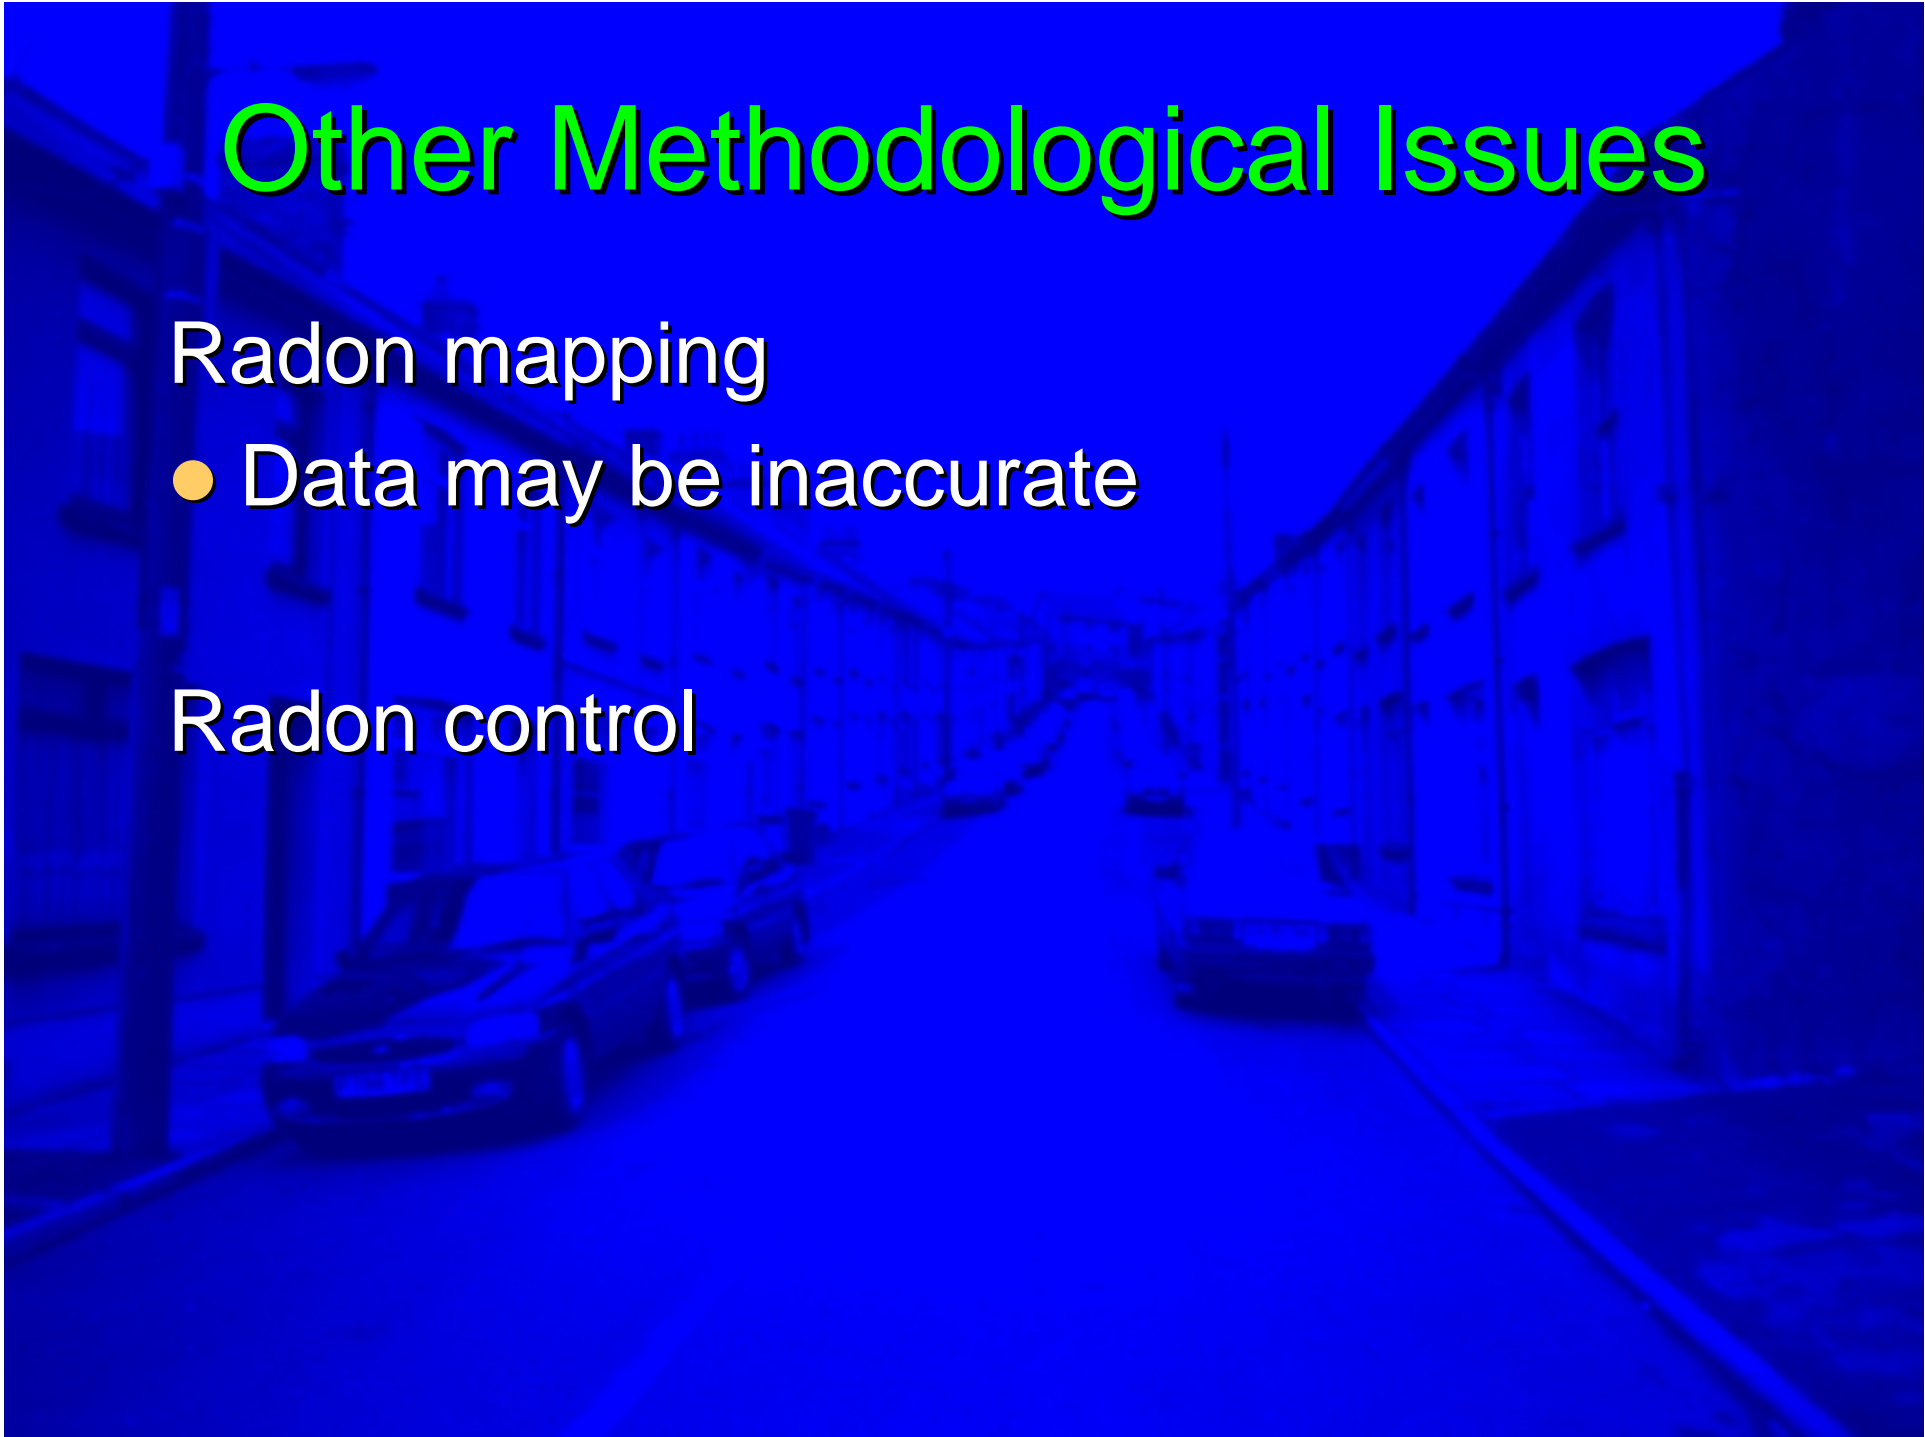 Other Methodological Issues
Radon mapping
● Data may be inaccurate
Radon control